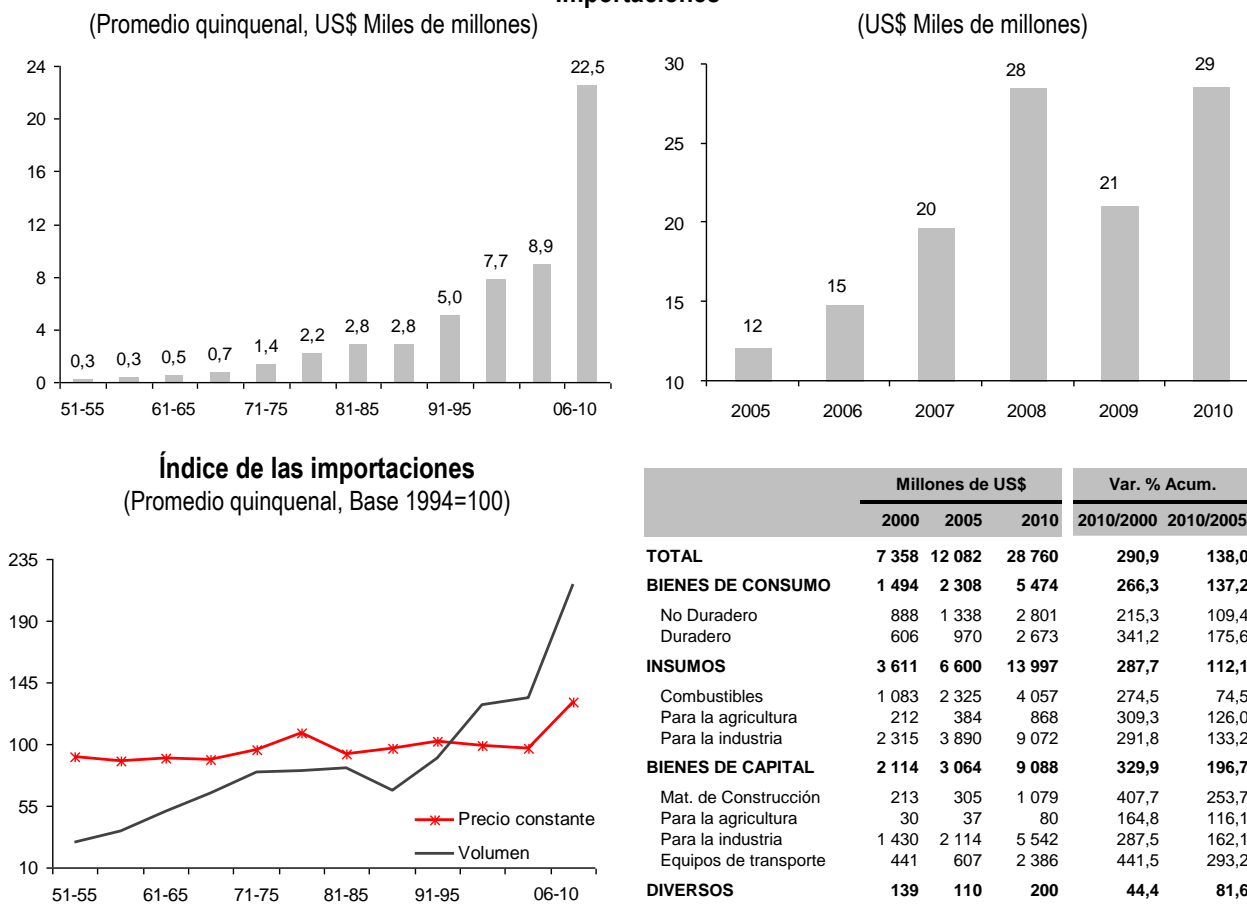 Importaciones
(Promedio quinquenal, US$ Miles de millones)
24
20
16
12
8
4
0
0,3
0,3
0,5
0,7
1,4
2,2
2,8
2,8
5,0
7,7
8,9
22,5
51-55 61-65 71-75 81-85 91-95 06-10
(US$ Miles de millones)
30
25
20
15
10
12
15
20
28
21
29
2005 2006 2007 2008 2009 2010
Índice de las importaciones
(Promedio quinquenal, Base 1994=100)
235
190
145
100
55
10
Precio constante
Volumen
51-55 61-65 71-75 81-85 91-95 06-10
Millones de US$ Var. % Acum.
2000 2005 2010 2010/2000 2010/2005
TOTAL 7 358 12 082 28 760 290,9 138,0
BIENES DE CONSUMO 1 494 2 308 5 474 266,3 137,2
No Duradero 888 1 338 2 801 215,3 109,4
Duradero 606 970 2 673 341,2 175,6
INSUMOS 3 611 6 600 13 997 287,7 112,1
Combustibles 1 083 2 325 4 057 274,5 74,5
Para la agricultura 212 384 868 309,3 126,0
Para la industria 2 315 3 890 9 072 291,8 133,2
BIENES DE CAPITAL 2 114 3 064 9 088 329,9 196,7
Mat. de Construcción 213 305 1 079 407,7 253,7
Para la agricultura 30 37 80 164,8 116,1
Para la industria 1 430 2 114 5 542 287,5 162,1
Equipos de transporte 441 607 2 386 441,5 293,2
DIVERSOS 139 110 200 44,4 81,6